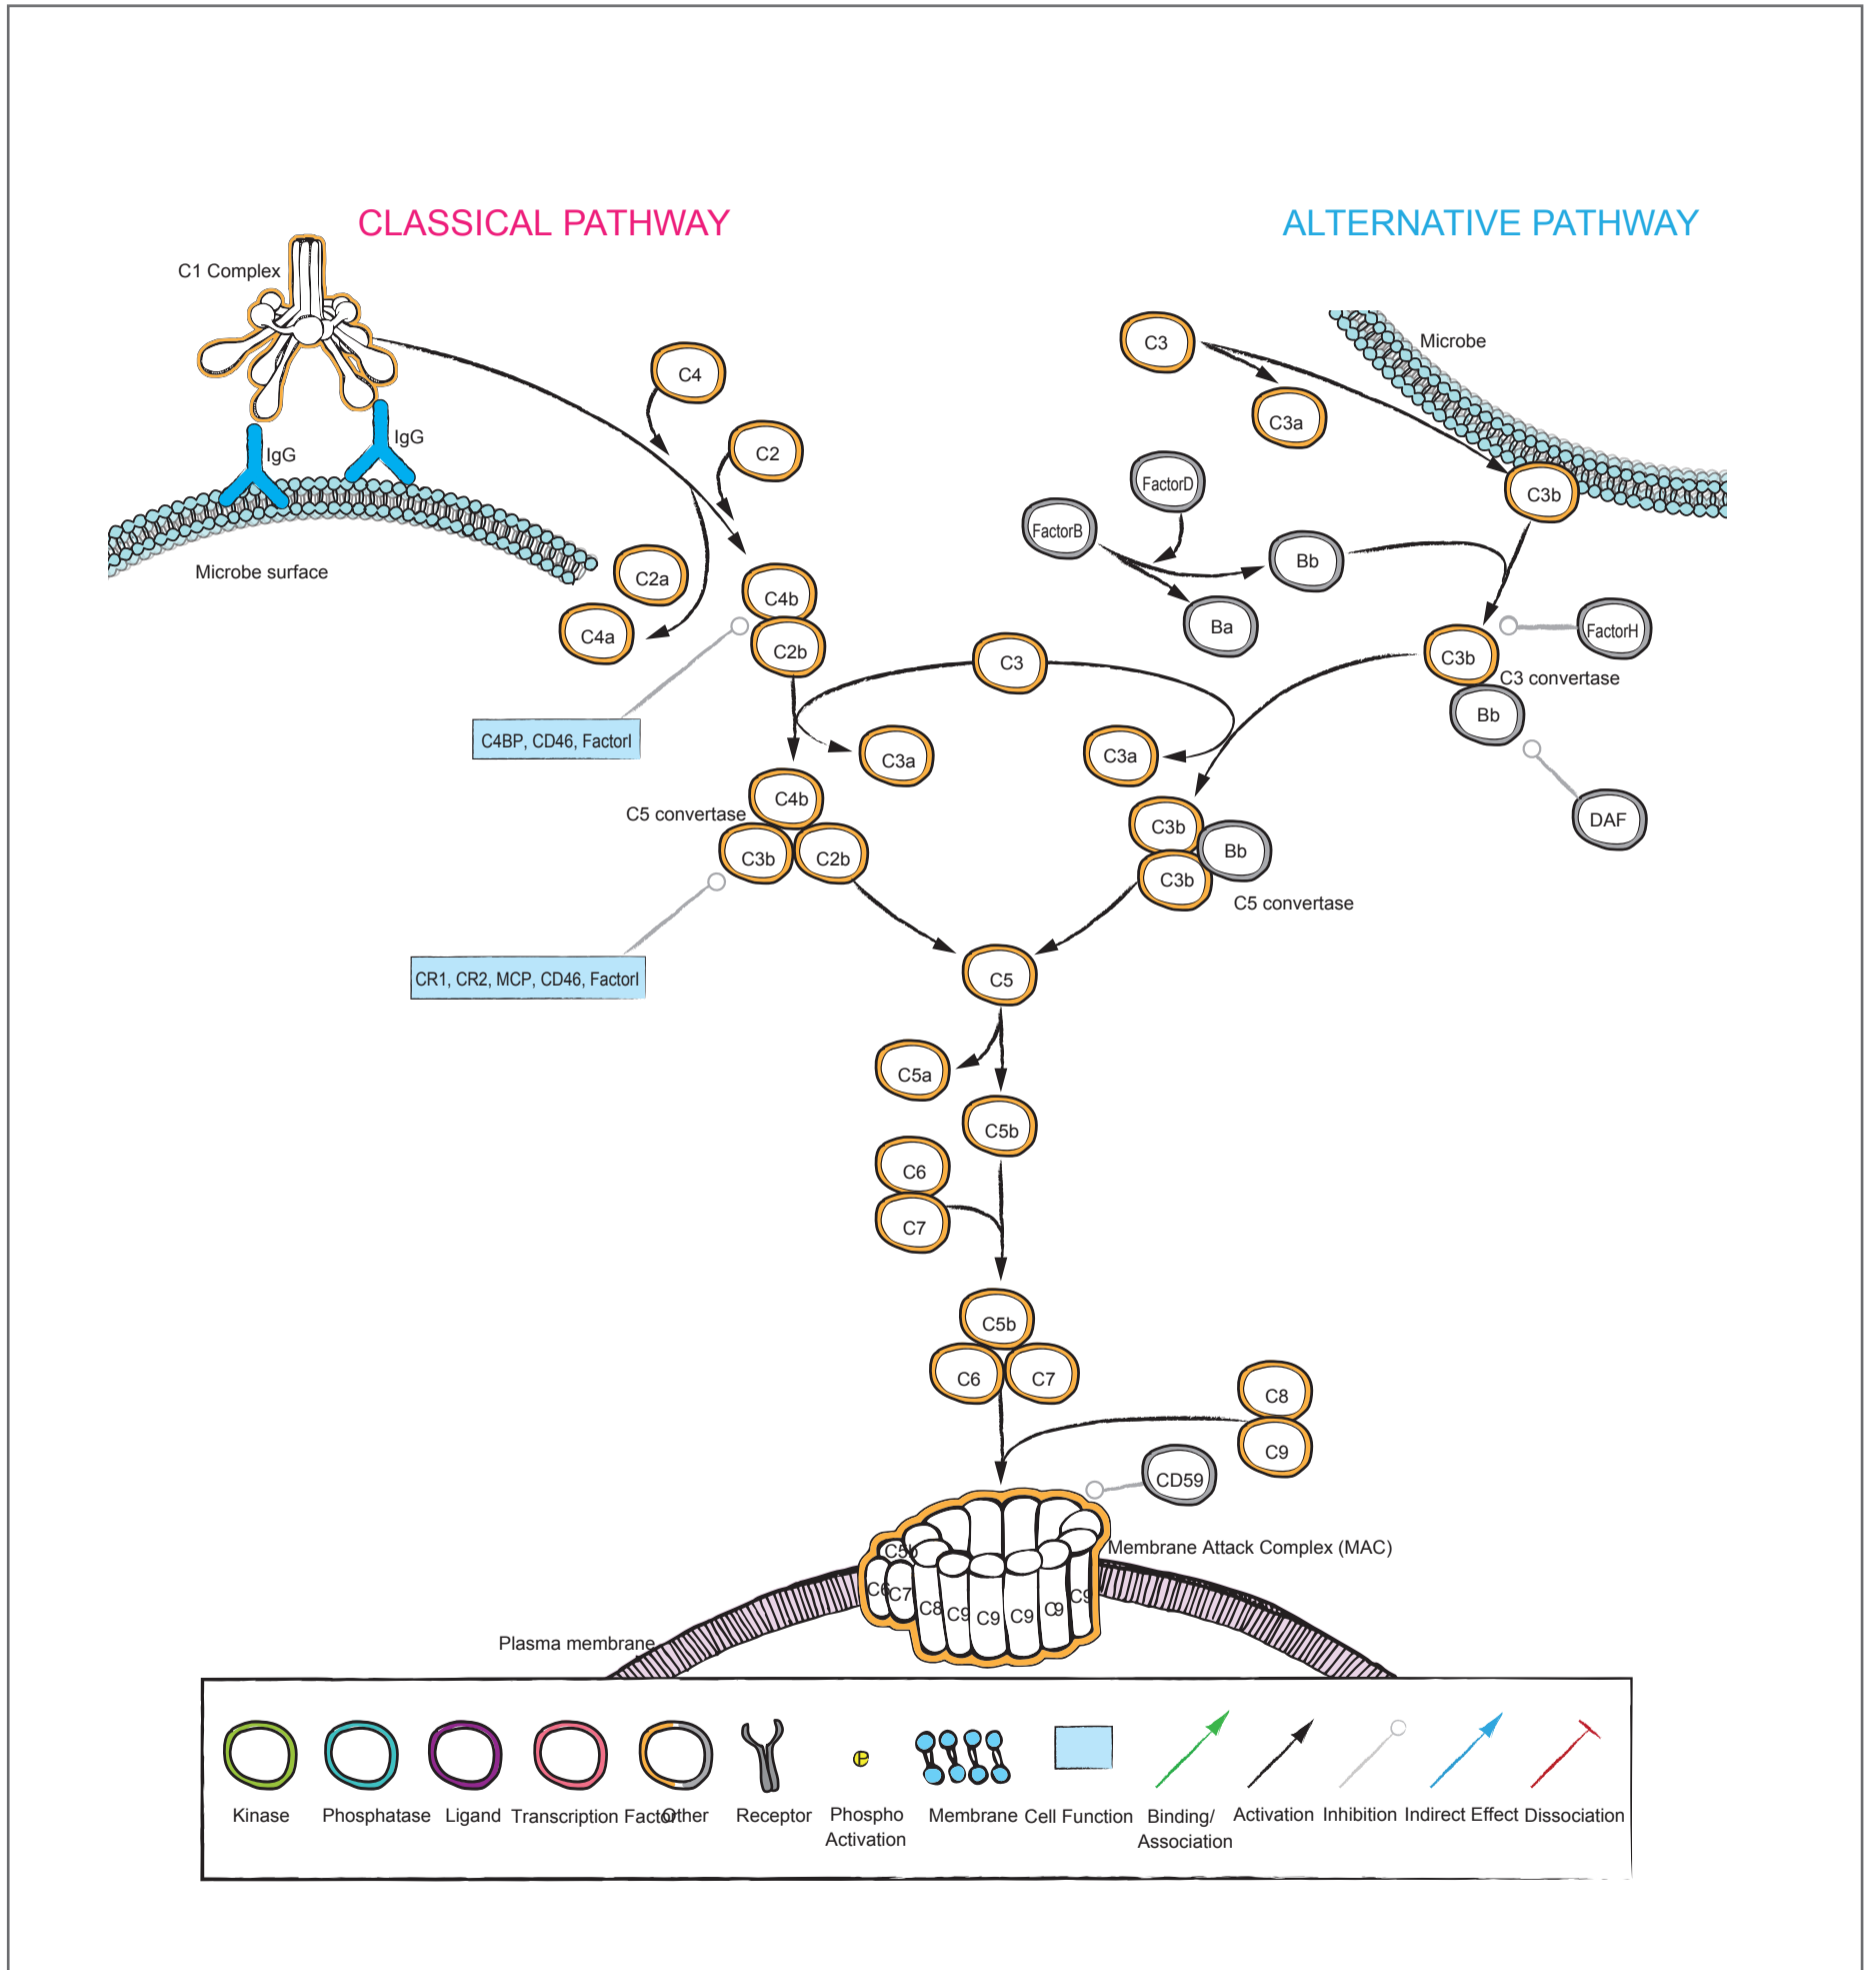 CLASSICAL PATHWAY
ALTERNATIVE PATHWAY
C1 Complex
IgG
IgG
Microbe surface
C4
C2
C2a
C4a
C4b
C2b
C4BP, CD46, FactorI
C3
C3a
Microbe
C3b
FactorD
FactorB
Bb
Ba
FactorH
C3b
C3 convertase
Bb
DAF
C3
C3a
C3a
C4b
C5 convertase
C3b
C2b
C3b
Bb
C3b
C5 convertase
CR1, CR2, MCP, CD46, FactorI
C5
C5a
C5b
C6
C7
C5b
C6
C7
C8
C9
CD59
Membrane Attack Complex (MAC)
C5b
C6
C7
C8
C9
C9
C9
C9
C9
Plasma membrane
Kinase
Phosphatase
Ligand
Transcription Factor
Other
Receptor
e
Phospho
Activation
Membrane
Cell Function
Binding/
Association
Activation
Inhibition
Indirect Effect
Dissociation